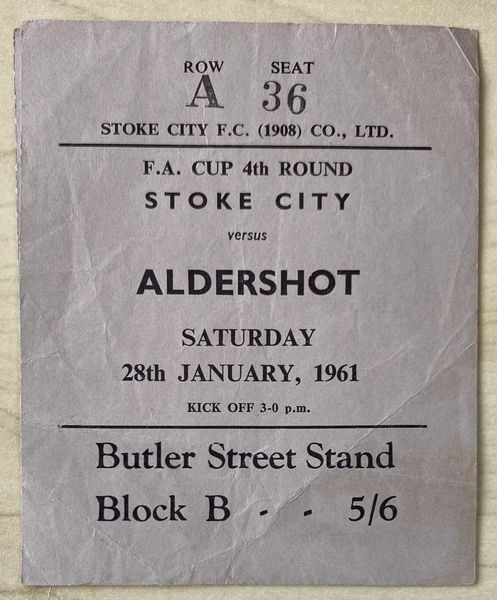 ROW SEAT
A 36
STOKE CITY F.C. (1908) CO., LTD.
F.A. CUP 4th ROUND
STOKE CITY
versus
ALDERSHOT
SATURDAY
28th JANUARY, 1961
KICK OFF 3-0 p.m.
Butler Street Stand
Block B - - 5/6